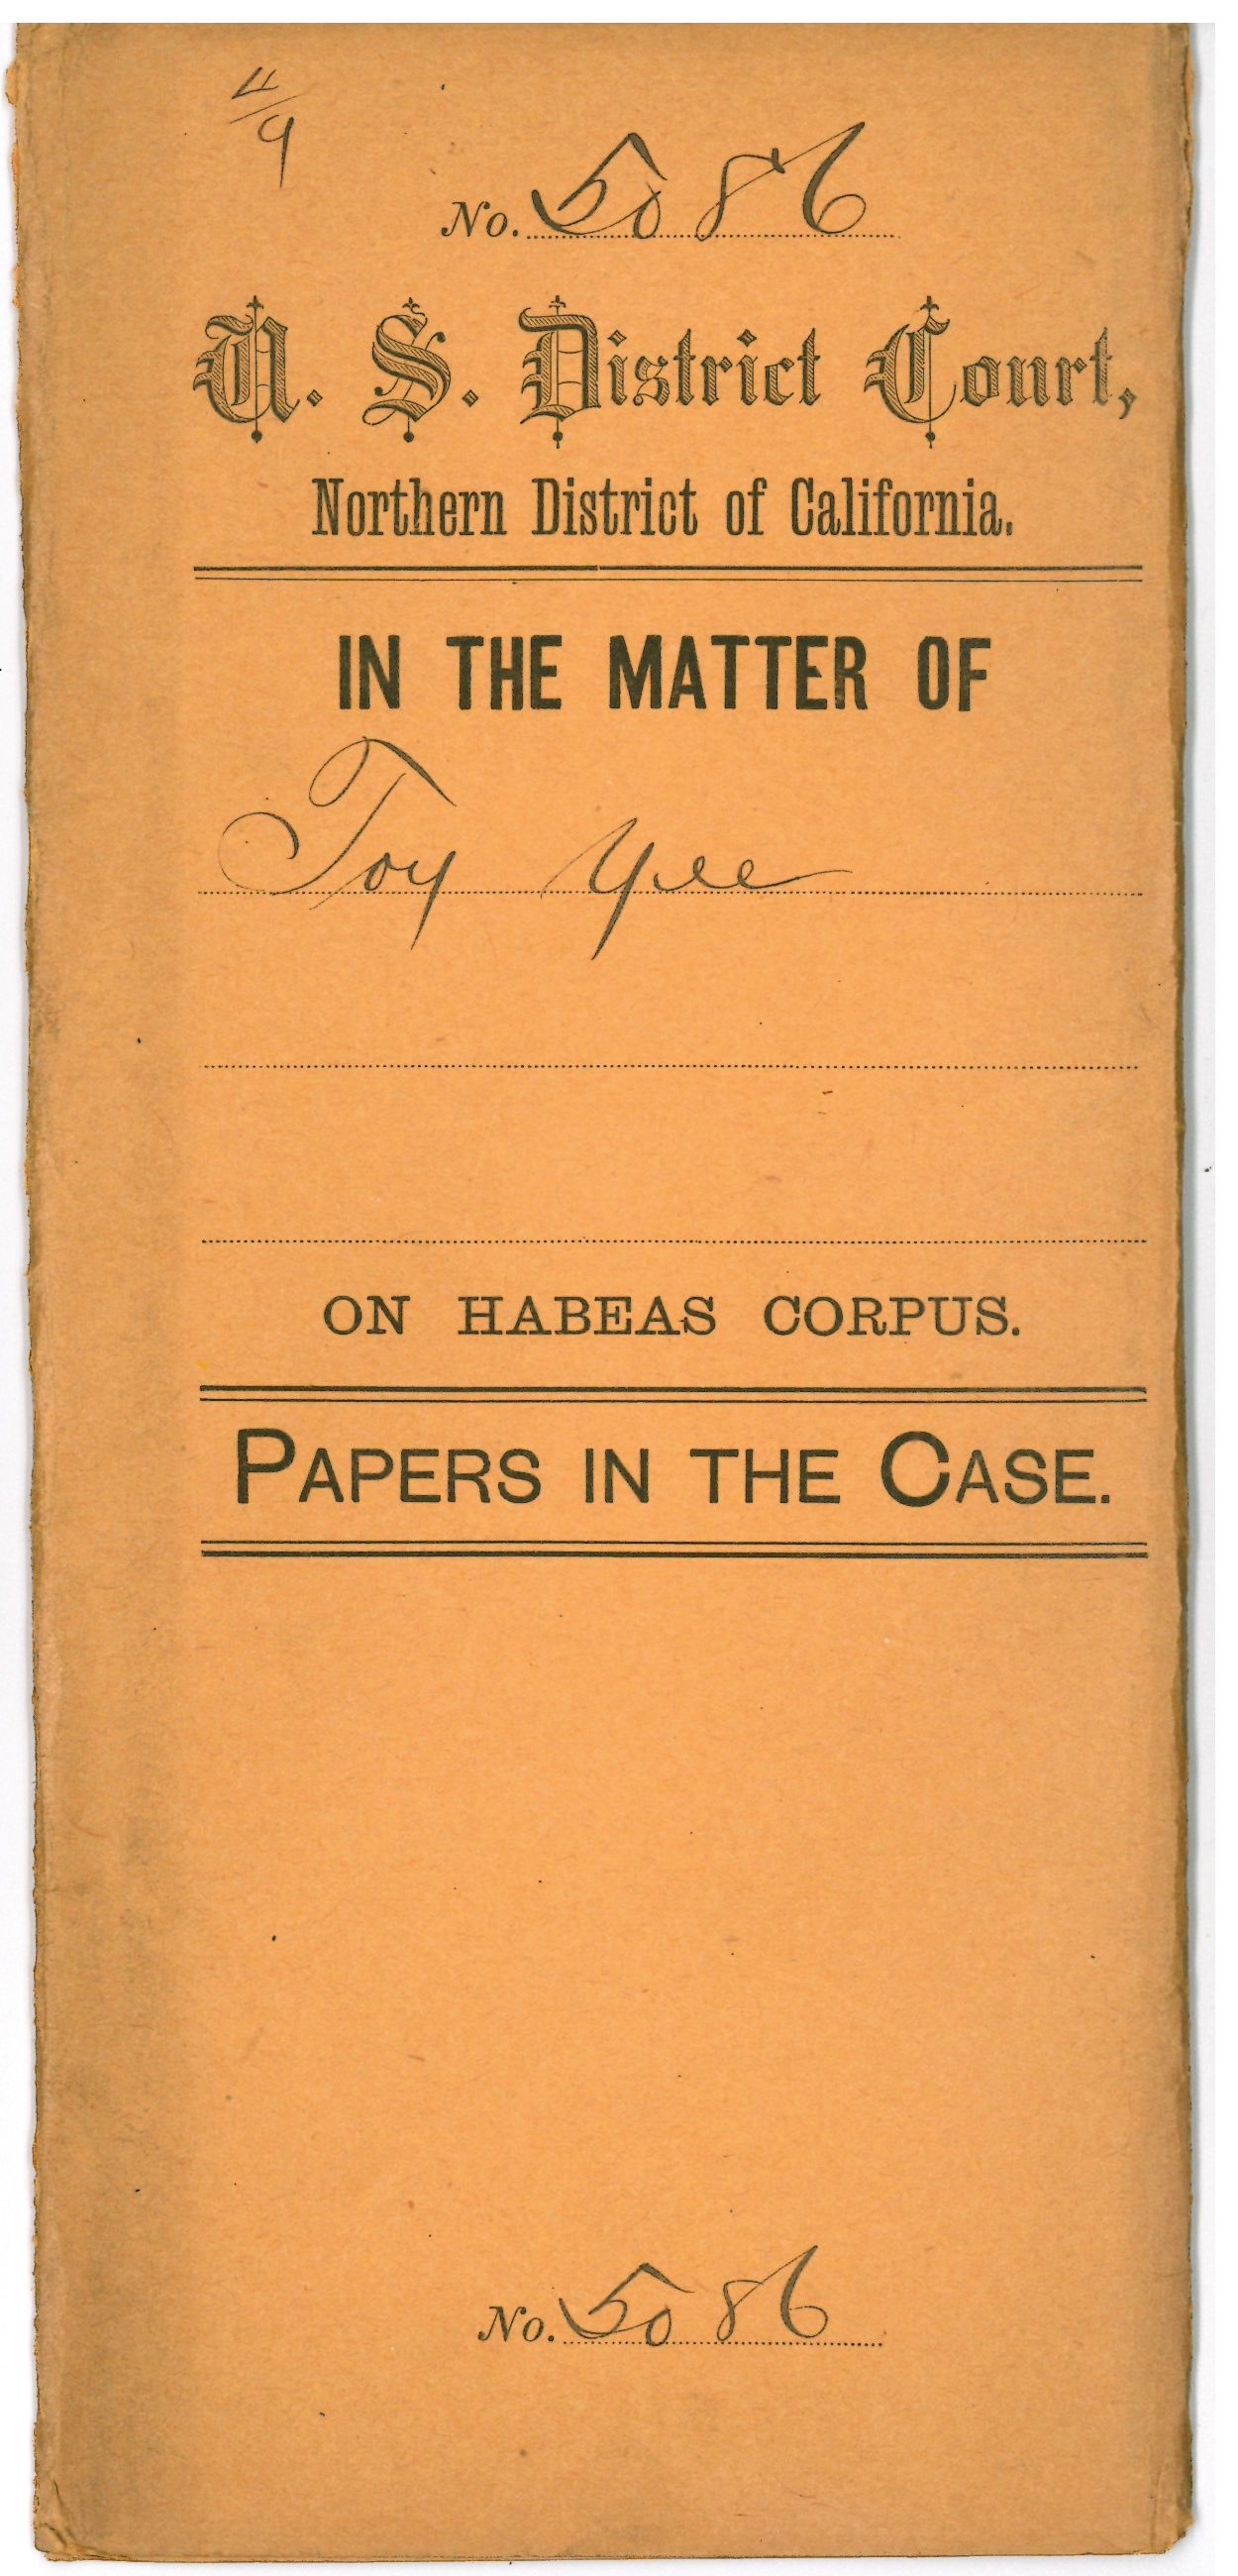 11/9
No. 5086
U. S. District Court,
Northern District of California.
IN THE MATTER OF
Toy Yee
ON HABEAS CORPUS.
PAPERS IN THE CASE.
No. 5086